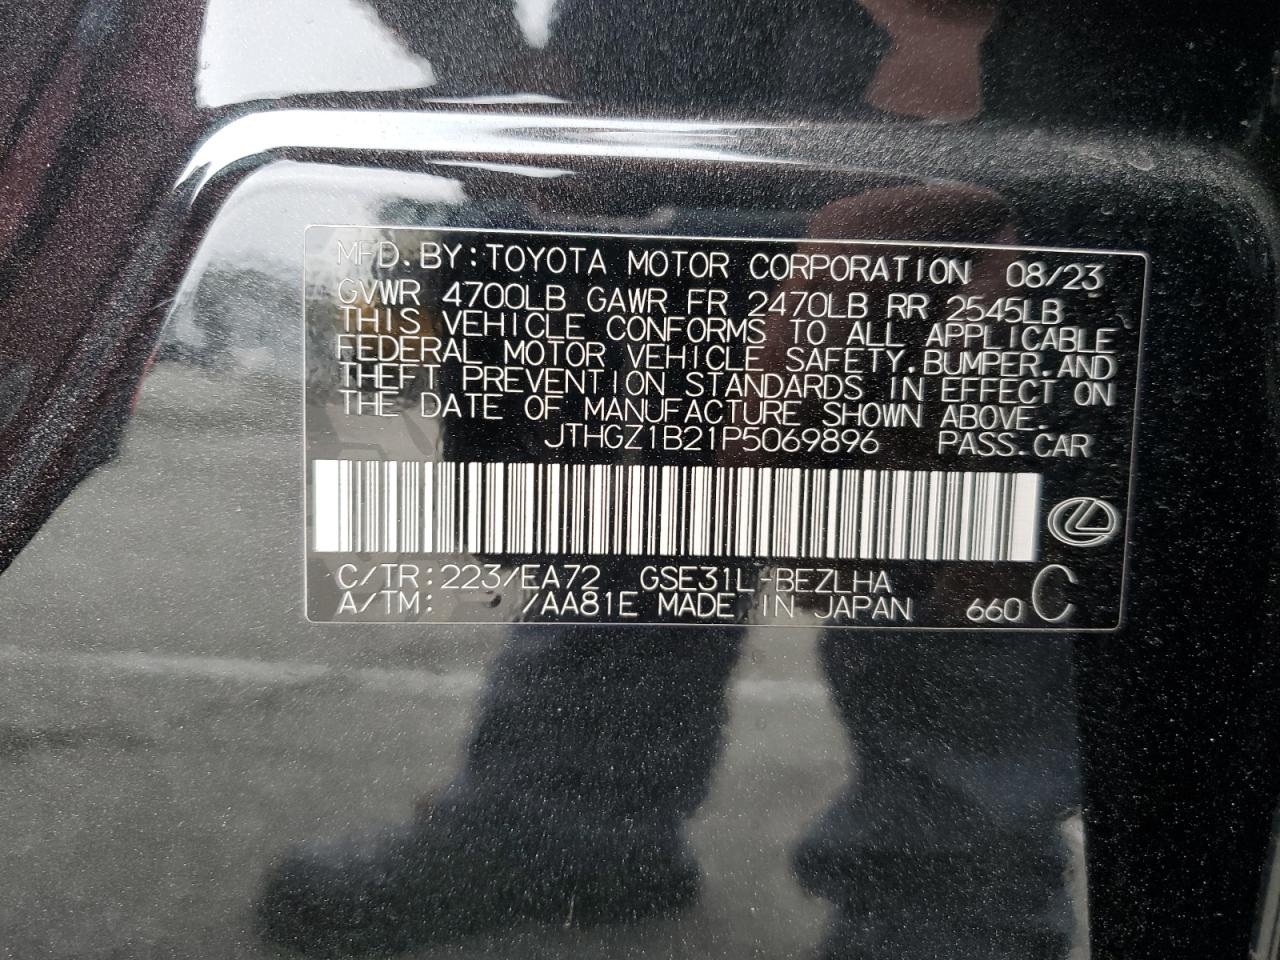 MFD. BY: TOYOTA MOTOR CORPORATION 08/23
GVWR 4700LB GAWR FR 2470LB RR 2545LB
THIS VEHICLE CONFORMS TO ALL APPLICABLE
FEDERAL MOTOR VEHICLE SAFETY, BUMPER, AND
THEFT PREVENTION STANDARDS IN EFFECT ON
THE DATE OF MANUFACTURE SHOWN ABOVE.
JTHGZ1B21P5069896 PASS. CAR
C/TR: 223/EA72 GSE31L-BEZLHA
A/TM: /AA81E MADE IN JAPAN 660 C